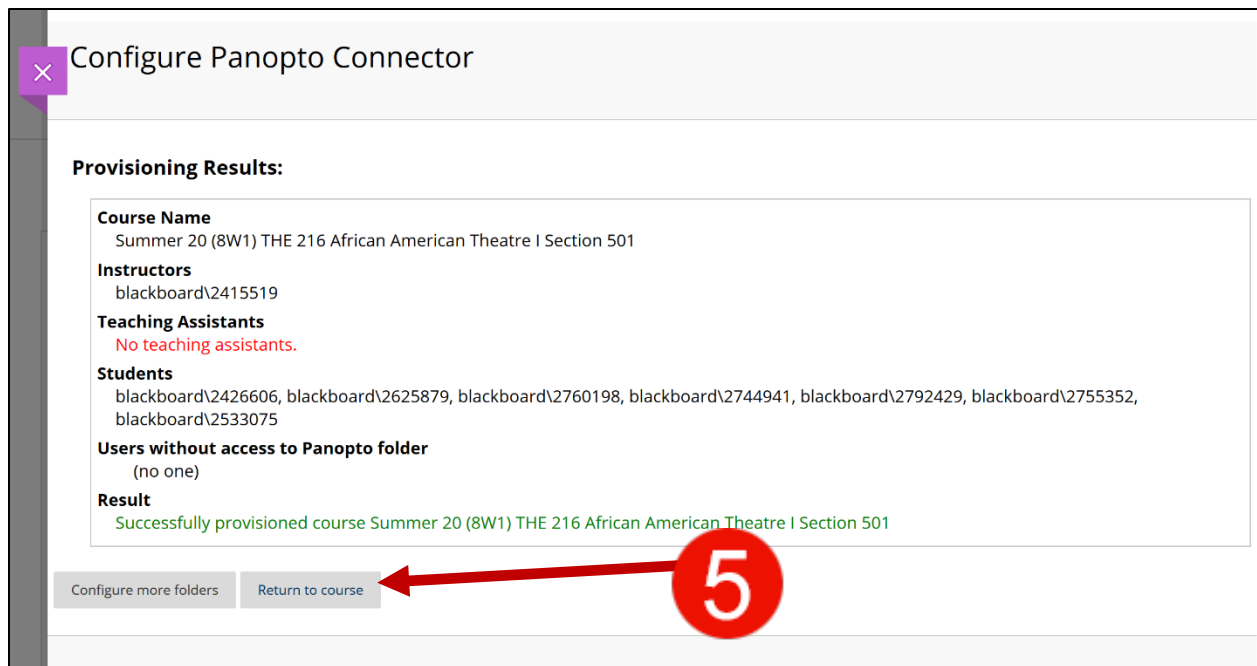 Configure Panopto Connector
Provisioning Results:
Course Name
Summer 20 (8W1) THE 216 African American Theatre I Section 501
Instructors
blackboard\2415519
Teaching Assistants
No teaching assistants.
Students
blackboard\2426606, blackboard\2625879, blackboard\2760198, blackboard\2744941, blackboard\2792429, blackboard\2755352,
blackboard\2533075
Users without access to Panopto folder
(no one)
Result
Successfully provisioned course Summer 20 (8W1) THE 216 African American Theatre I Section 501
Configure more folders Return to course
5